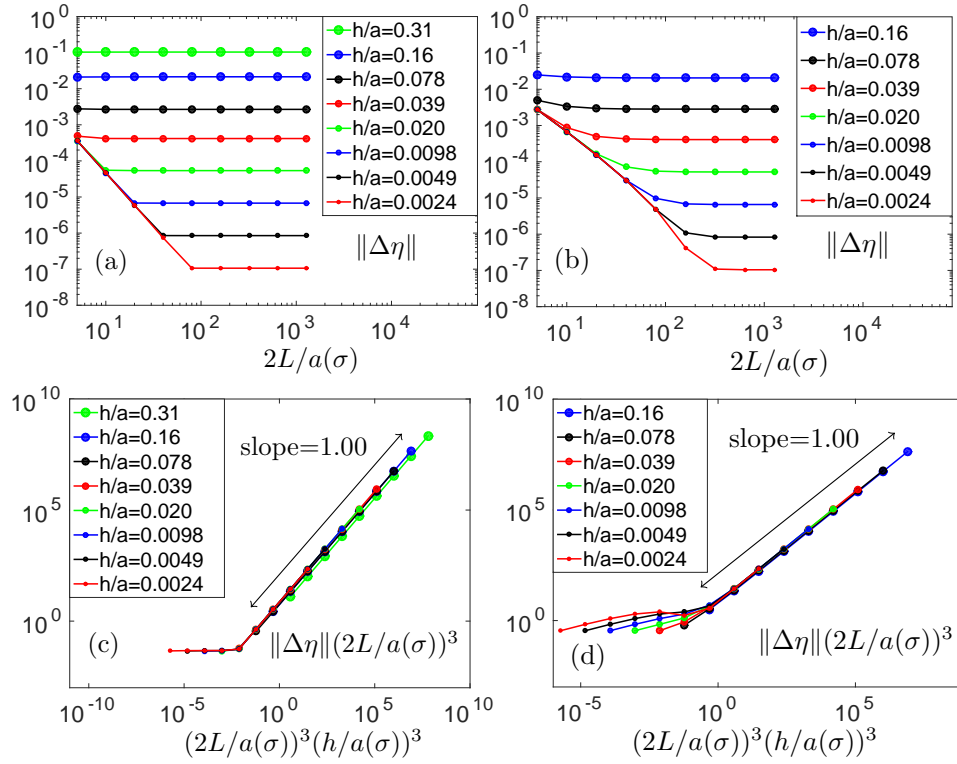 10^0
10^-1
10^-2
10^-3
10^-4
10^-5
10^-6
10^-7
10^-8
h/a=0.31
h/a=0.16
h/a=0.078
h/a=0.039
h/a=0.020
h/a=0.0098
h/a=0.0049
h/a=0.0024
(a)
‖Δη‖
10^1 10^2 10^3 10^4
2L/a(σ)
10^0
10^-1
10^-2
10^-3
10^-4
10^-5
10^-6
10^-7
10^-8
h/a=0.16
h/a=0.078
h/a=0.039
h/a=0.020
h/a=0.0098
h/a=0.0049
h/a=0.0024
(b)
‖Δη‖
10^1 10^2 10^3 10^4
2L/a(σ)
10^10
10^5
10^0
h/a=0.31
h/a=0.16
h/a=0.078
h/a=0.039
h/a=0.020
h/a=0.0098
h/a=0.0049
h/a=0.0024
slope=1.00
(c)
‖Δη‖(2L/a(σ))^3
10^-10 10^-5 10^0 10^5 10^10
(2L/a(σ))^3(h/a(σ))^3
10^10
10^5
10^0
h/a=0.16
h/a=0.078
h/a=0.039
h/a=0.020
h/a=0.0098
h/a=0.0049
h/a=0.0024
slope=1.00
(d)
‖Δη‖(2L/a(σ))^3
10^-5 10^0 10^5
(2L/a(σ))^3(h/a(σ))^3